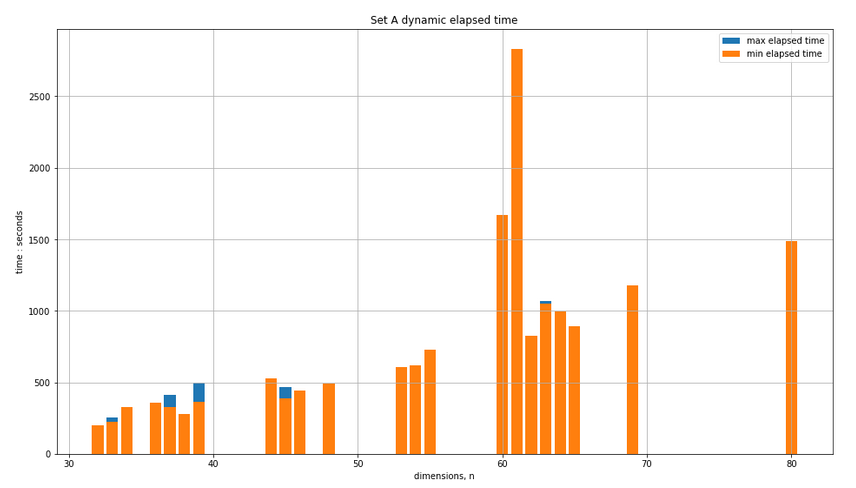 Set A dynamic elapsed time
max elapsed time
min elapsed time
time : seconds
2500
2000
1500
1000
500
0
30 40 50 60 70 80
dimensions, n